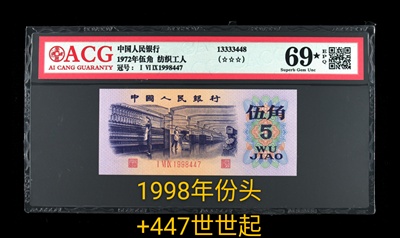 ACG
AI CANG GUARANTY
中国人民银行
1972年伍角 纺织工人
冠号: I VI IX1998447
13333448
(☆☆☆)
69★
EPQ
Superb Gem Unc
中国人民银行
伍角
5
WU
JIAO
I VI IX 1998447
1998年份头
+447世世起